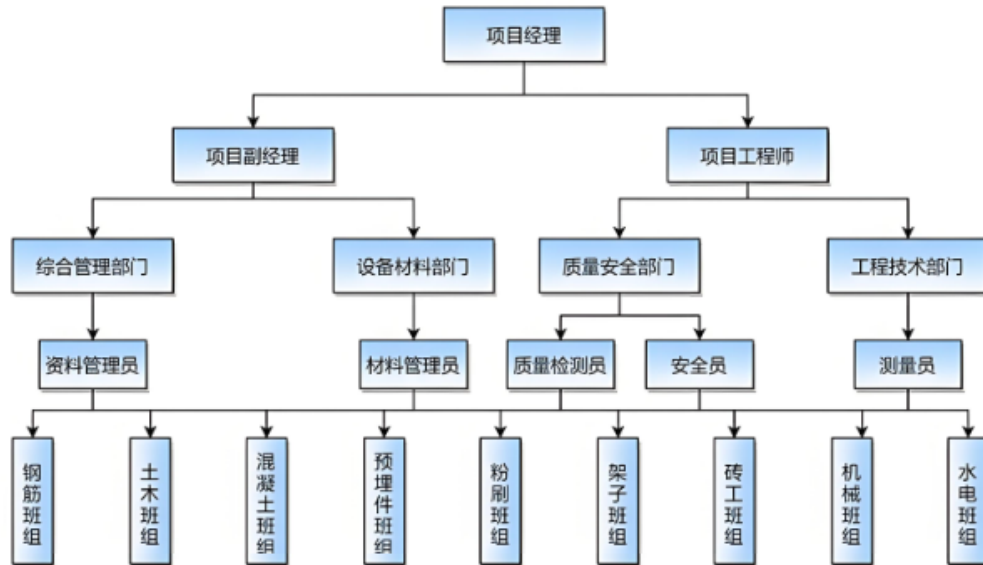 项目经理
项目副经理
项目工程师
综合管理部门
设备材料部门
质量安全部门
工程技术部门
资料管理员
材料管理员
质量检测员
安全员
测量员
钢筋班组
土木班组
混凝土班组
预埋件班组
粉刷班组
架子班组
砖工班组
机械班组
水电班组